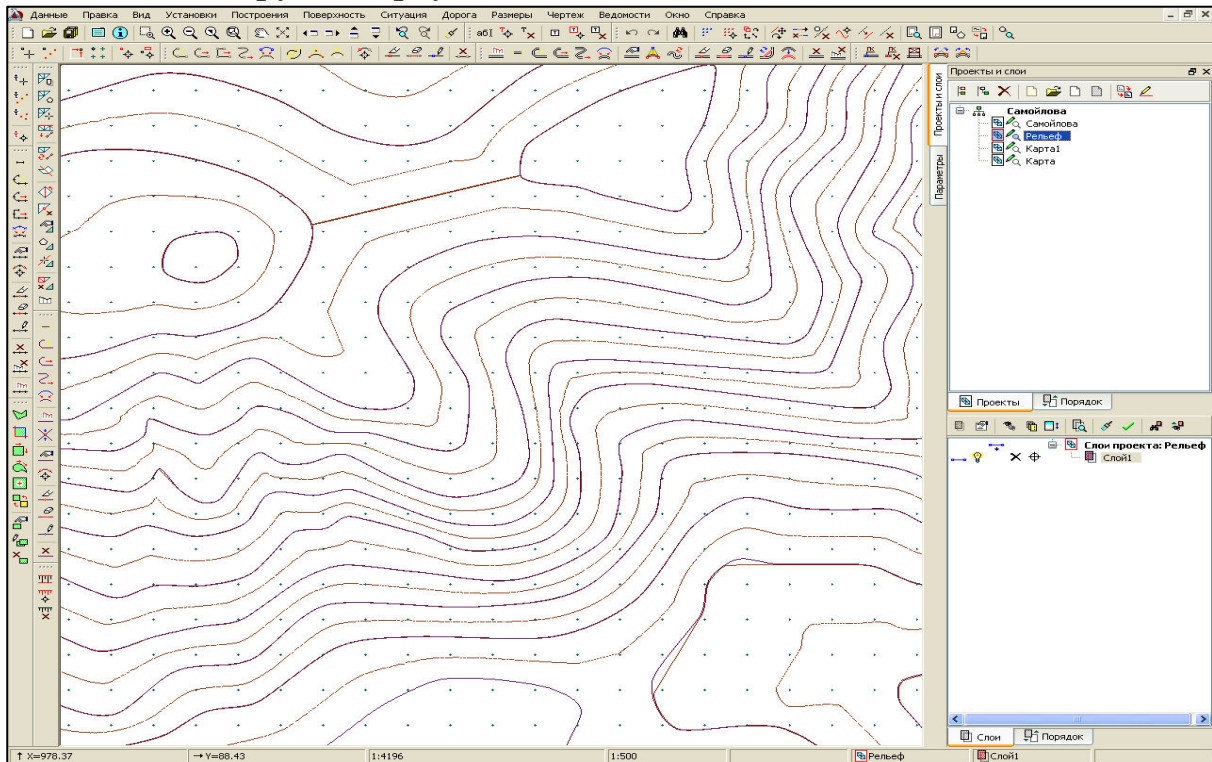 Данные Правка Вид Установки Построения Поверхность Ситуация Дорога Размеры Чертеж Ведомости Окно Справка
абI
Проекты и слои
Параметры
Проекты и слои
Самойлова
Самойлова
Рельеф
Карта1
Карта
Проекты Порядок
Слои проекта: Рельеф
Слой1
Слои Порядок
X=978.37 Y=88.43 1:4196 1:500 Рельеф Слой1